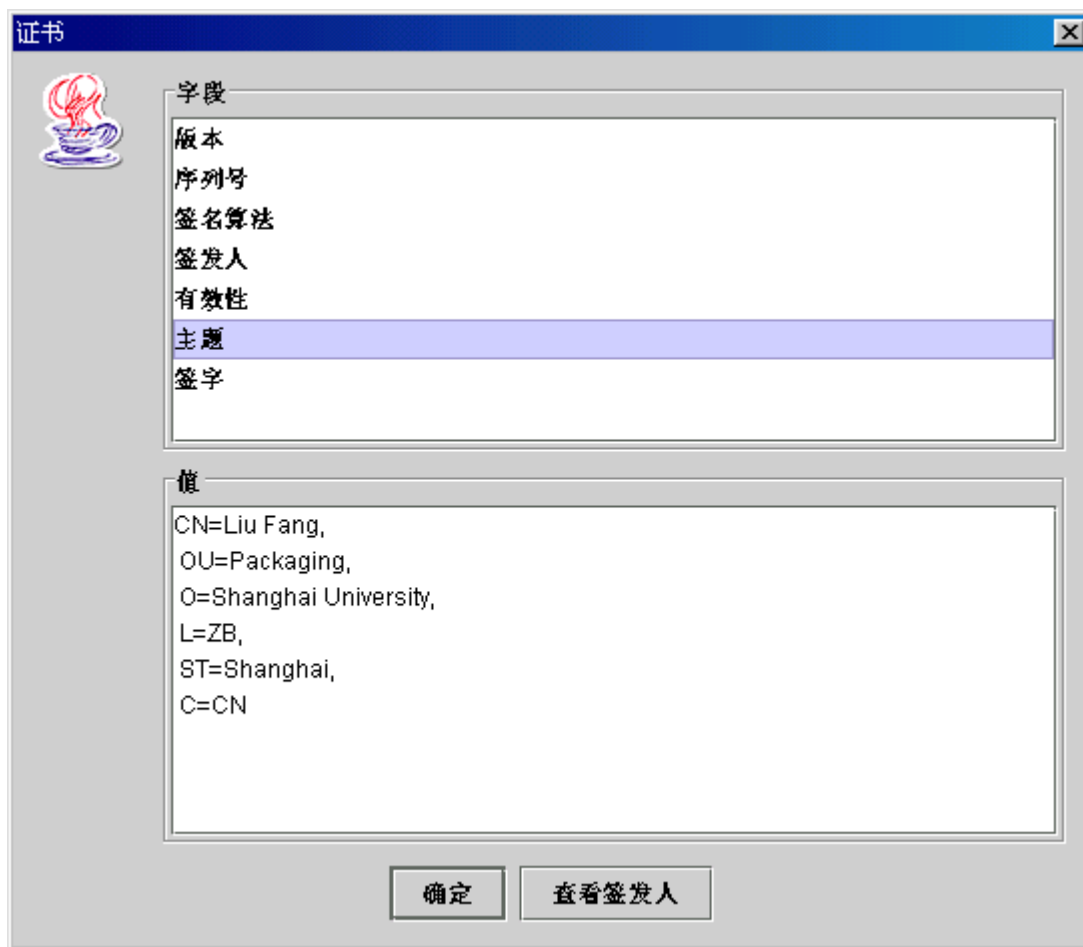 证书
字段
版本
序列号
签名算法
签发人
有效性
主题
签字
值
CN=Liu Fang,
OU=Packaging,
O=Shanghai University,
L=ZB,
ST=Shanghai,
C=CN
确定
查看签发人